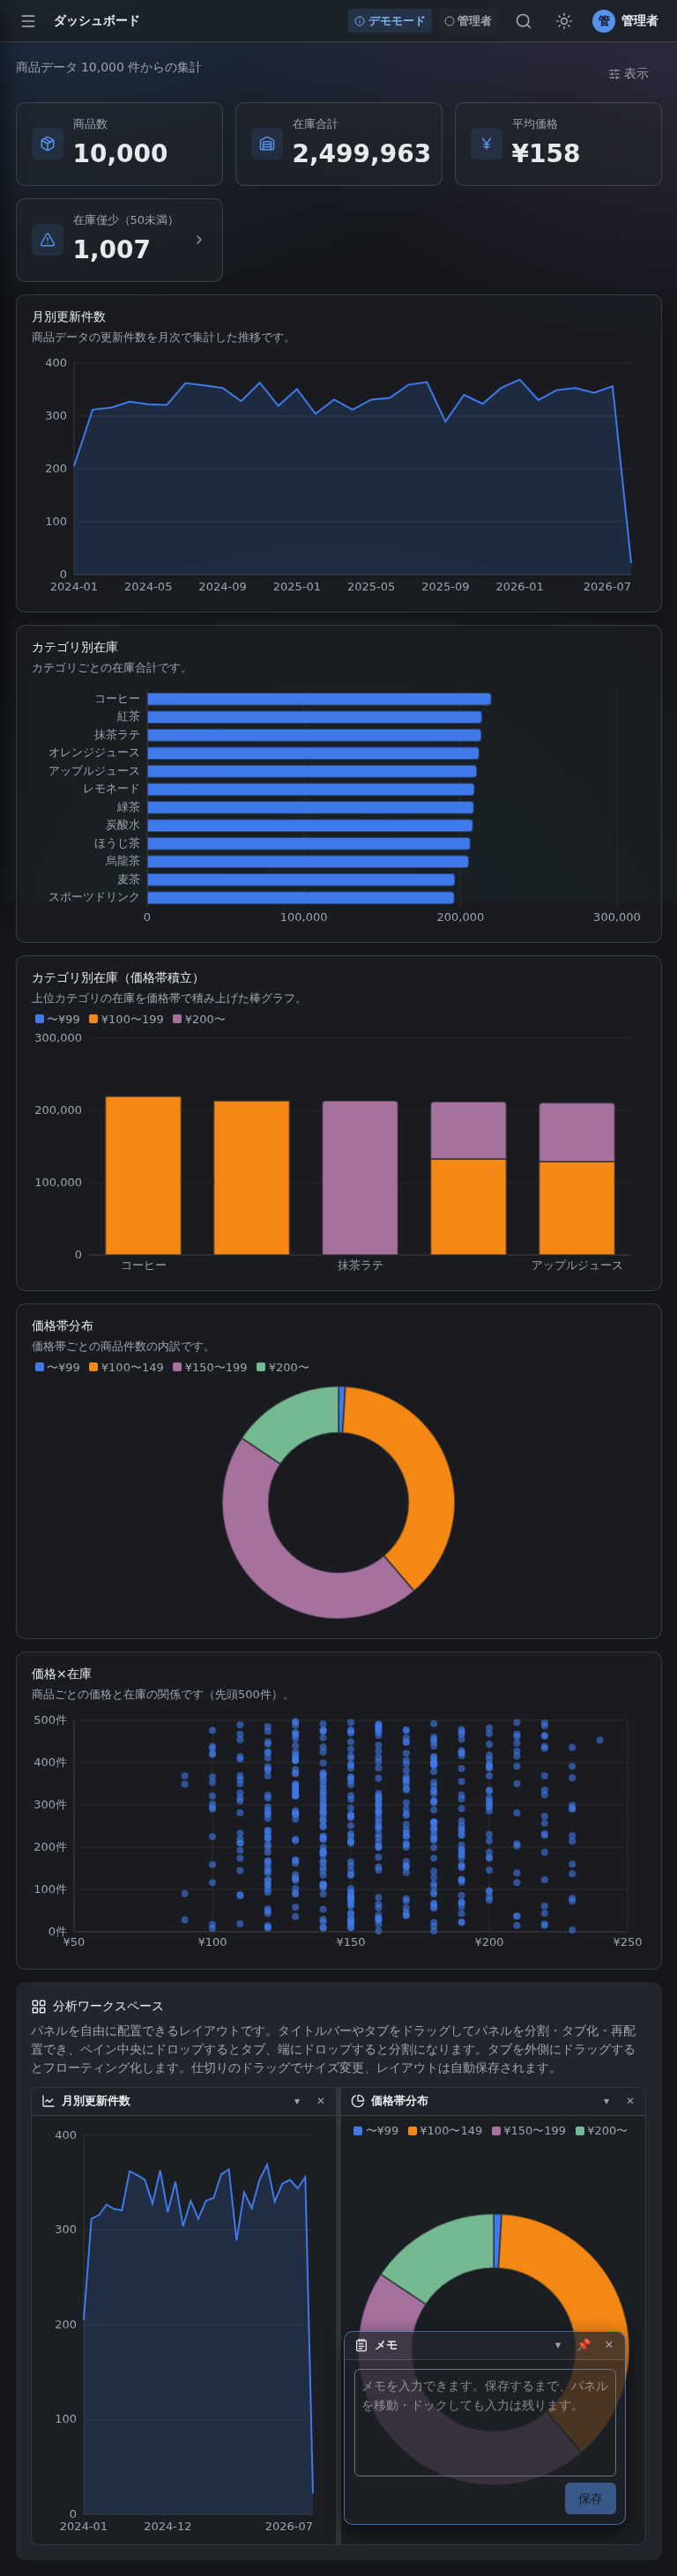 ダッシュボード
デモモード
管理者
管 管理者
商品データ 10,000 件からの集計
表示
商品数
10,000
在庫合計
2,499,963
平均価格
¥158
在庫僅少（50未満）
1,007
月別更新件数
商品データの更新件数を月次で集計した推移です。
400
300
200
100
0
2024-01 2024-05 2024-09 2025-01 2025-05 2025-09 2026-01 2026-07
カテゴリ別在庫
カテゴリごとの在庫合計です。
コーヒー
紅茶
抹茶ラテ
オレンジジュース
アップルジュース
レモネード
緑茶
炭酸水
ほうじ茶
烏龍茶
麦茶
スポーツドリンク
0 100,000 200,000 300,000
カテゴリ別在庫（価格帯積立）
上位カテゴリの在庫を価格帯で積み上げた棒グラフ。
〜¥99 ¥100〜199 ¥200〜
300,000
200,000
100,000
0
コーヒー 抹茶ラテ アップルジュース
価格帯分布
価格帯ごとの商品件数の内訳です。
〜¥99 ¥100〜149 ¥150〜199 ¥200〜
価格×在庫
商品ごとの価格と在庫の関係です（先頭500件）。
500件
400件
300件
200件
100件
0件
¥50 ¥100 ¥150 ¥200 ¥250
分析ワークスペース
パネルを自由に配置できるレイアウトです。タイトルバーやタブをドラッグしてパネルを分割・タブ化・再配
置でき、ペイン中央にドロップするとタブ、端にドロップすると分割になります。タブを外側にドラッグする
とフローティング化します。仕切りのドラッグでサイズ変更、レイアウトは自動保存されます。
月別更新件数
400
300
200
100
0
2024-01 2024-12 2026-07
価格帯分布
〜¥99 ¥100〜149 ¥150〜199 ¥200〜
メモ
メモを入力できます。保存するまで、パネル
を移動・ドックしても入力は残ります。
保存